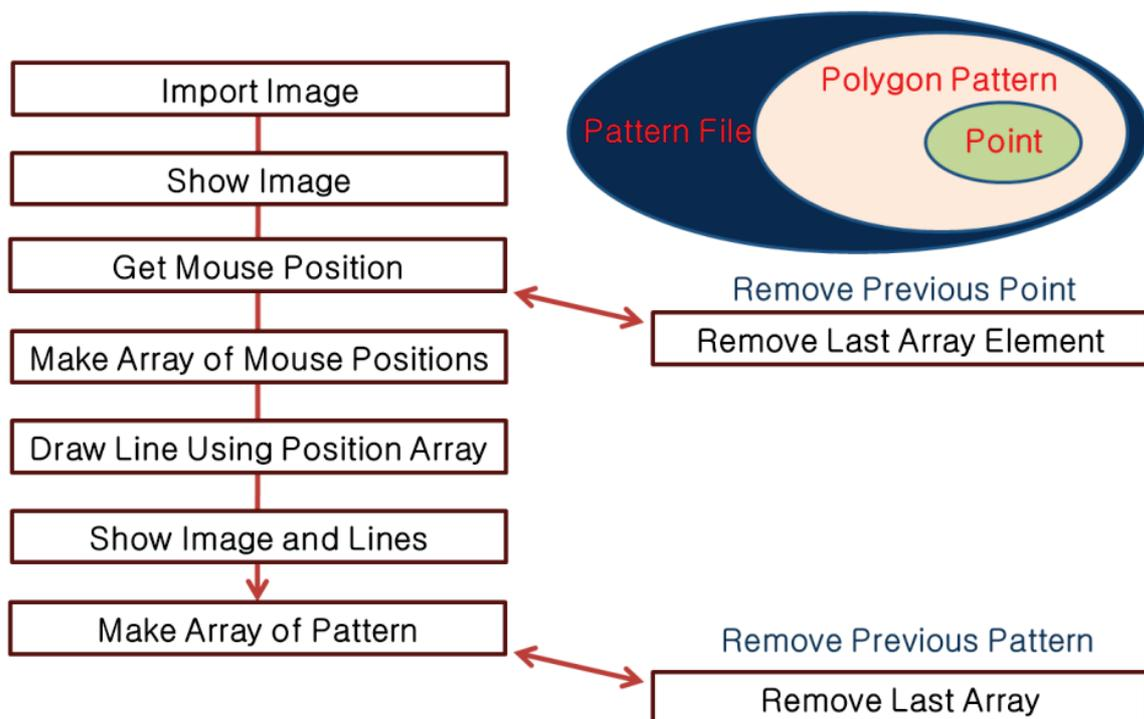 Import Image
Show Image
Get Mouse Position
Make Array of Mouse Positions
Draw Line Using Position Array
Show Image and Lines
Make Array of Pattern
Polygon Pattern
Pattern File
Point
Remove Previous Point
Remove Last Array Element
Remove Previous Pattern
Remove Last Array